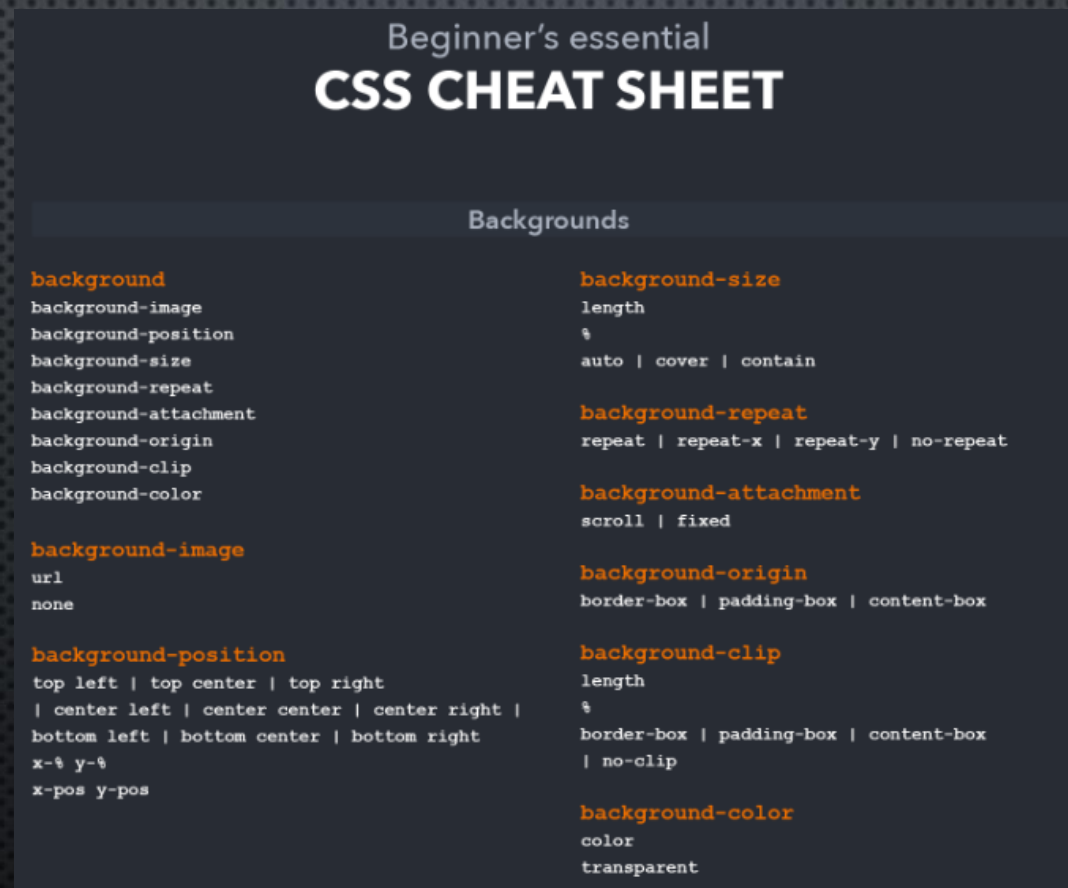 Beginner’s essential
CSS CHEAT SHEET
Backgrounds
background
background-image
background-position
background-size
background-repeat
background-attachment
background-origin
background-clip
background-color
background-image
url
none
background-position
top left | top center | top right
| center left | center center | center right |
bottom left | bottom center | bottom right
x-% y-%
x-pos y-pos
background-size
length
%
auto | cover | contain
background-repeat
repeat | repeat-x | repeat-y | no-repeat
background-attachment
scroll | fixed
background-origin
border-box | padding-box | content-box
background-clip
length
%
border-box | padding-box | content-box
| no-clip
background-color
color
transparent